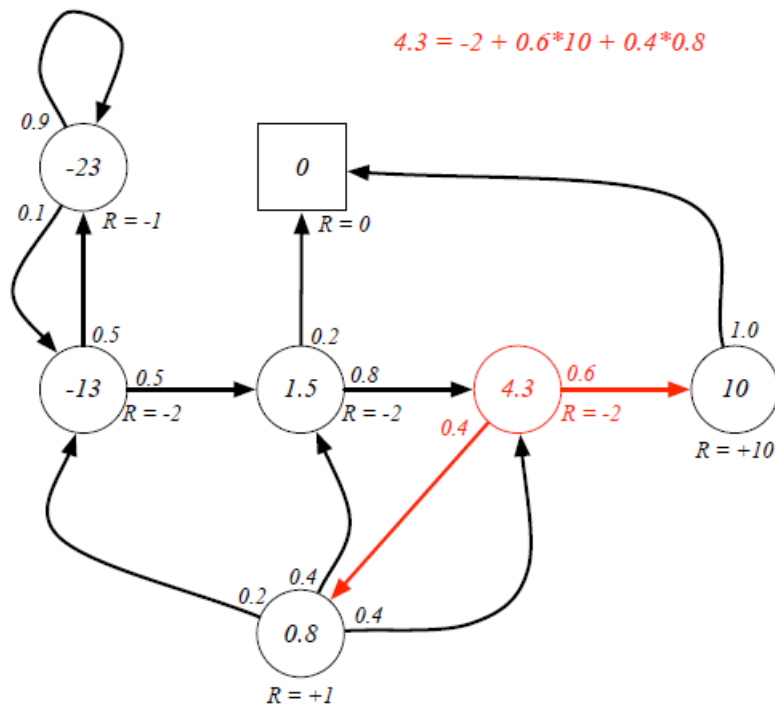 4.3 = -2 + 0.6*10 + 0.4*0.8
0.9
-23
0
0.1
R = -1
R = 0
0.5
0.2
1.0
-13
0.5
R = -2
1.5
0.8
R = -2
4.3
0.6
R = -2
10
R = +10
0.4
0.2
0.4
0.4
0.8
R = +1